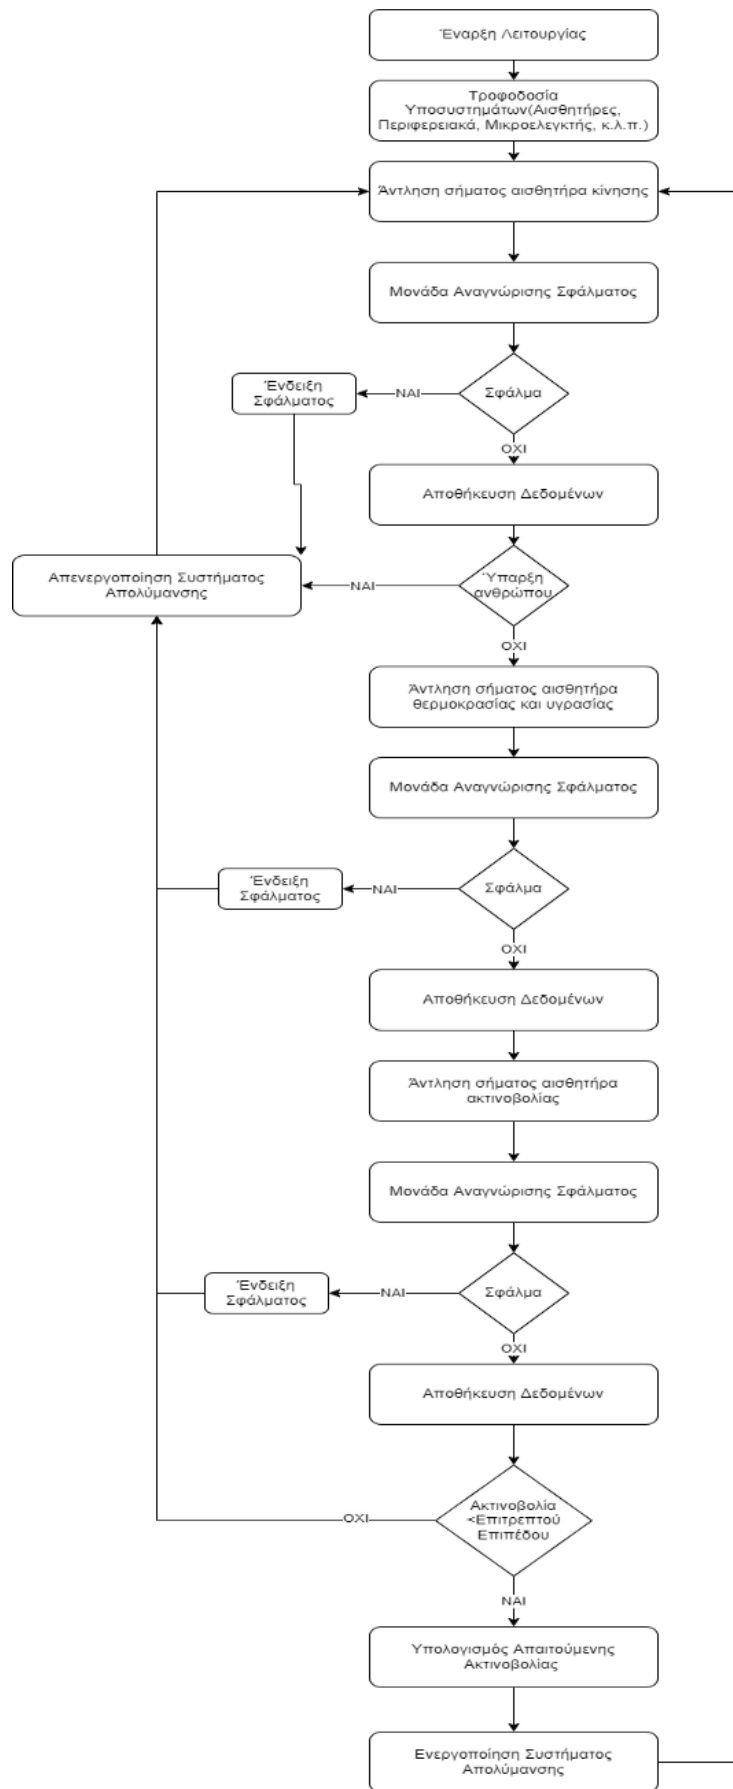 Έναρξη Λειτουργίας
Τροφοδοσία
Υποσυστημάτων(Αισθητήρες,
Περιφερειακά, Μικροελεγκτής, κ.λ.π.)
Άντληση σήματος αισθητήρα κίνησης
Μονάδα Αναγνώρισης Σφάλματος
Σφάλμα
ΝΑΙ
Ένδειξη
Σφάλματος
ΟΧΙ
Αποθήκευση Δεδομένων
Ύπαρξη
ανθρώπου
ΝΑΙ
Απενεργοποίηση Συστήματος
Απολύμανσης
ΟΧΙ
Άντληση σήματος αισθητήρα
θερμοκρασίας και υγρασίας
Μονάδα Αναγνώρισης Σφάλματος
Σφάλμα
ΝΑΙ
Ένδειξη
Σφάλματος
ΟΧΙ
Αποθήκευση Δεδομένων
Άντληση σήματος αισθητήρα
ακτινοβολίας
Μονάδα Αναγνώρισης Σφάλματος
Σφάλμα
ΝΑΙ
Ένδειξη
Σφάλματος
ΟΧΙ
Αποθήκευση Δεδομένων
Ακτινοβολία
<Επιτρεπτού
Επιπέδου
ΟΧΙ
ΝΑΙ
Υπολογισμός Απαιτούμενης
Ακτινοβολίας
Ενεργοποίηση Συστήματος
Απολύμανσης